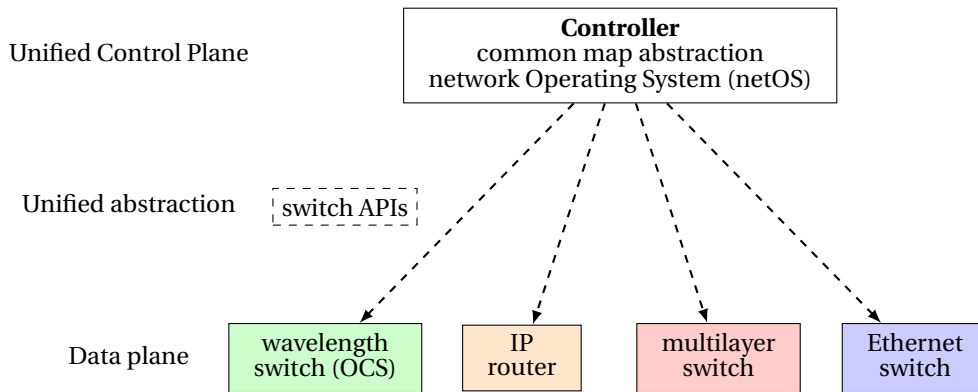 Unified Control Plane
Controller
common map abstraction
network Operating System (netOS)
Unified abstraction
switch APIs
Data plane
wavelength
switch (OCS)
IP
router
multilayer
switch
Ethernet
switch